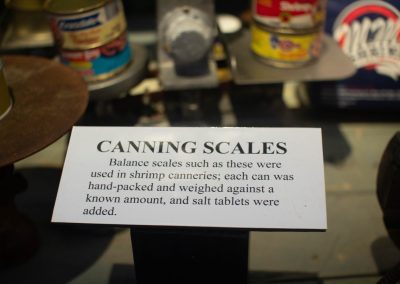 Shrimp
CANNING SCALES
Balance scales such as these were
used in shrimp canneries; each can was
hand-packed and weighed against a
known amount, and salt tablets were
added.